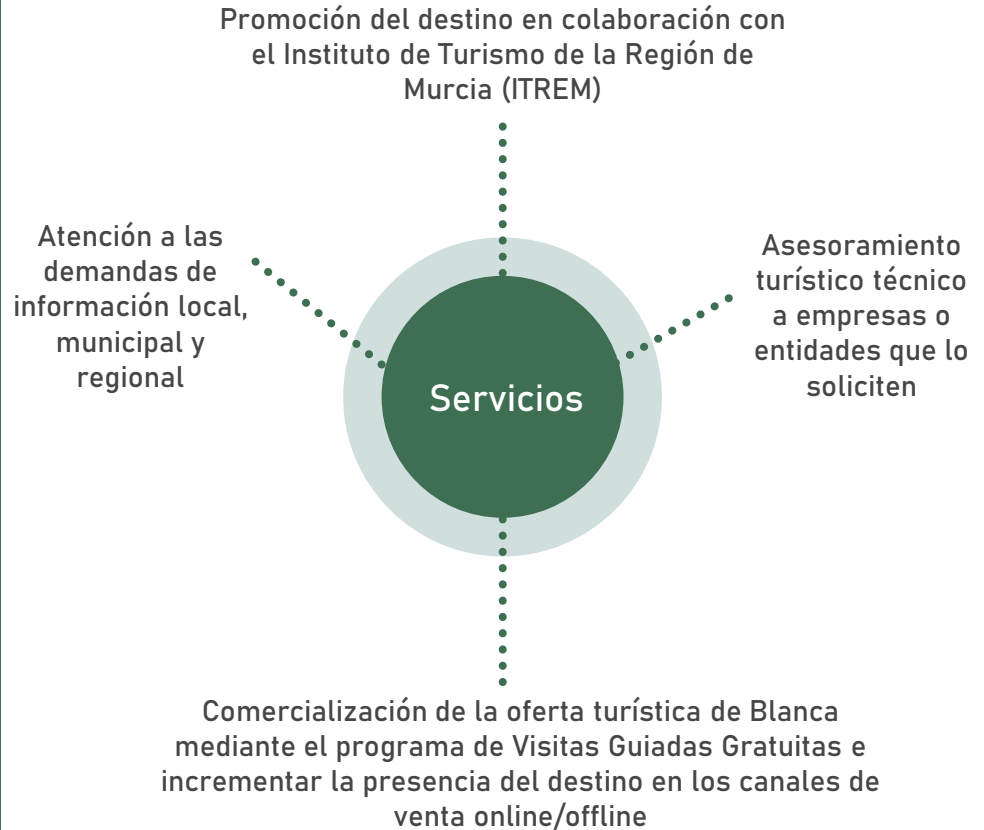 Promoción del destino en colaboración con
el Instituto de Turismo de la Región de
Murcia (ITREM)
Atención a las
demandas de
información local,
municipal y
regional
Asesoramiento
turístico técnico
a empresas o
entidades que lo
soliciten
Servicios
Comercialización de la oferta turística de Blanca
mediante el programa de Visitas Guiadas Gratuitas e
incrementar la presencia del destino en los canales de
venta online/offline